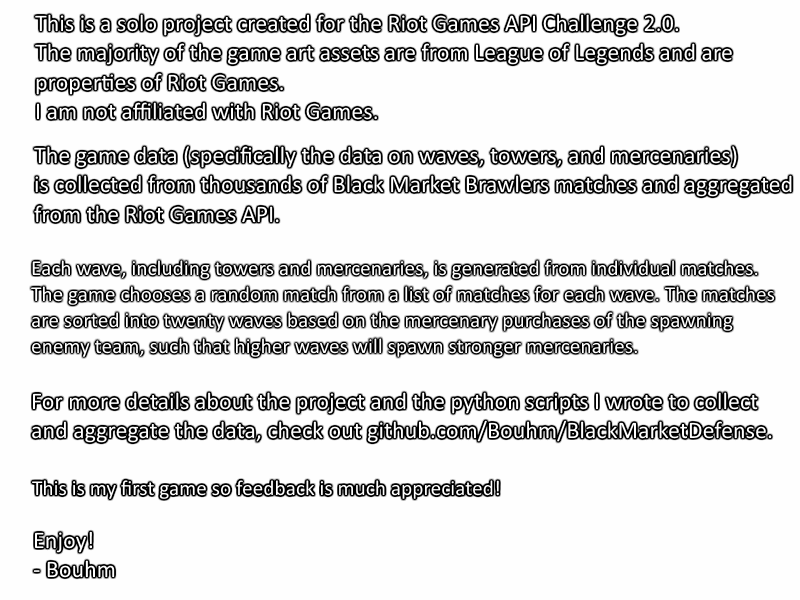 This is a solo project created for the Riot Games API Challenge 2.0.
The majority of the game art assets are from League of Legends and are
properties of Riot Games.
I am not affiliated with Riot Games.
The game data (specifically the data on waves, towers, and mercenaries)
is collected from thousands of Black Market Brawlers matches and aggregated
from the Riot Games API.
Each wave, including towers and mercenaries, is generated from individual matches.
The game chooses a random match from a list of matches for each wave. The matches
are sorted into twenty waves based on the mercenary purchases of the spawning
enemy team, such that higher waves will spawn stronger mercenaries.
For more details about the project and the python scripts I wrote to collect
and aggregate the data, check out github.com/Bouhm/BlackMarketDefense.
This is my first game so feedback is much appreciated!
Enjoy!
- Bouhm